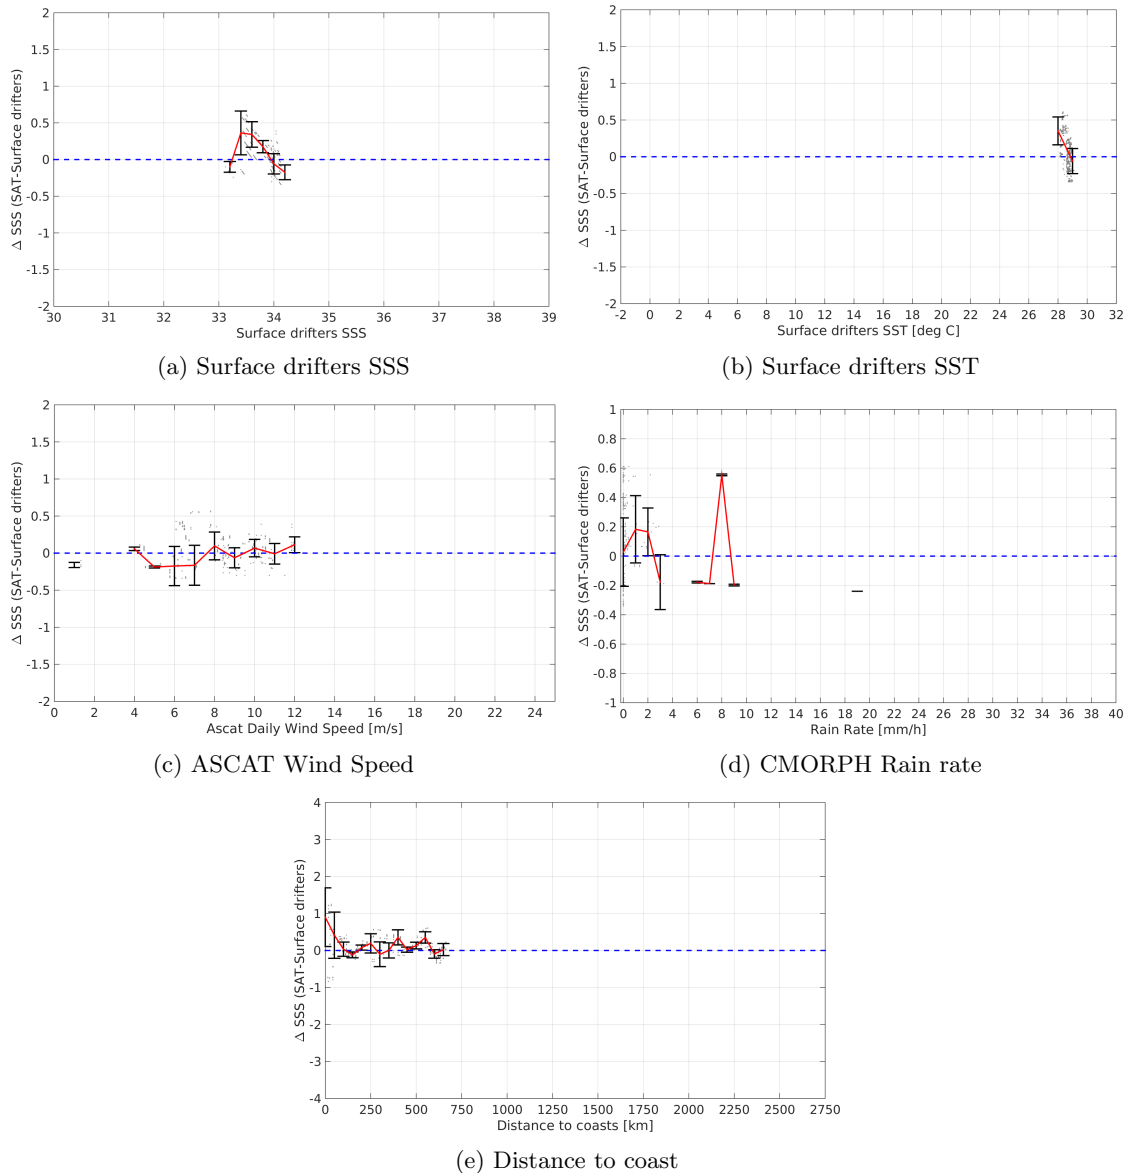 2
1.5
1
0.5
0
-0.5
-1
-1.5
-2
30 31 32 33 34 35 36 37 38 39
Δ SSS (SAT-Surface drifters)
Surface drifters SSS
(a) Surface drifters SSS
2
1.5
1
0.5
0
-0.5
-1
-1.5
-2
-2 0 2 4 6 8 10 12 14 16 18 20 22 24 26 28 30 32
Δ SSS (SAT-Surface drifters)
Surface drifters SST [deg C]
(b) Surface drifters SST
2
1.5
1
0.5
0
-0.5
-1
-1.5
-2
0 2 4 6 8 10 12 14 16 18 20 22 24
Δ SSS (SAT-Surface drifters)
Ascat Daily Wind Speed [m/s]
(c) ASCAT Wind Speed
1
0.8
0.6
0.4
0.2
0
-0.2
-0.4
-0.6
-0.8
-1
0 2 4 6 8 10 12 14 16 18 20 22 24 26 28 30 32 34 36 38 40
Δ SSS (SAT-Surface drifters)
Rain Rate [mm/h]
(d) CMORPH Rain rate
4
3
2
1
0
-1
-2
-3
-4
0 250 500 750 1000 1250 1500 1750 2000 2250 2500 2750
Δ SSS (SAT-Surface drifters)
Distance to coasts [km]
(e) Distance to coast